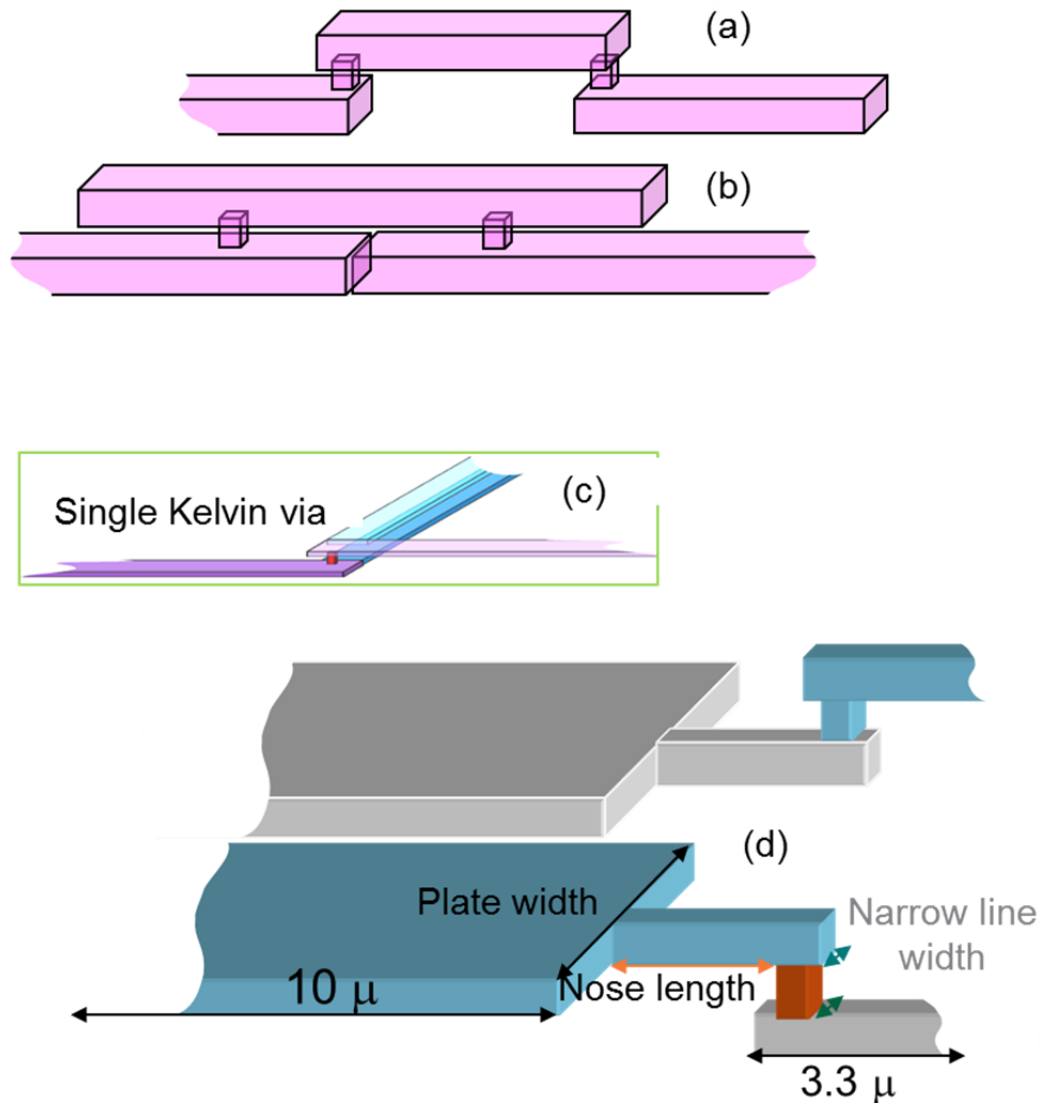 (a)
(b)
Single Kelvin via
(c)
(d)
Plate width
Narrow line
width
10 μ
Nose length
3.3 μ